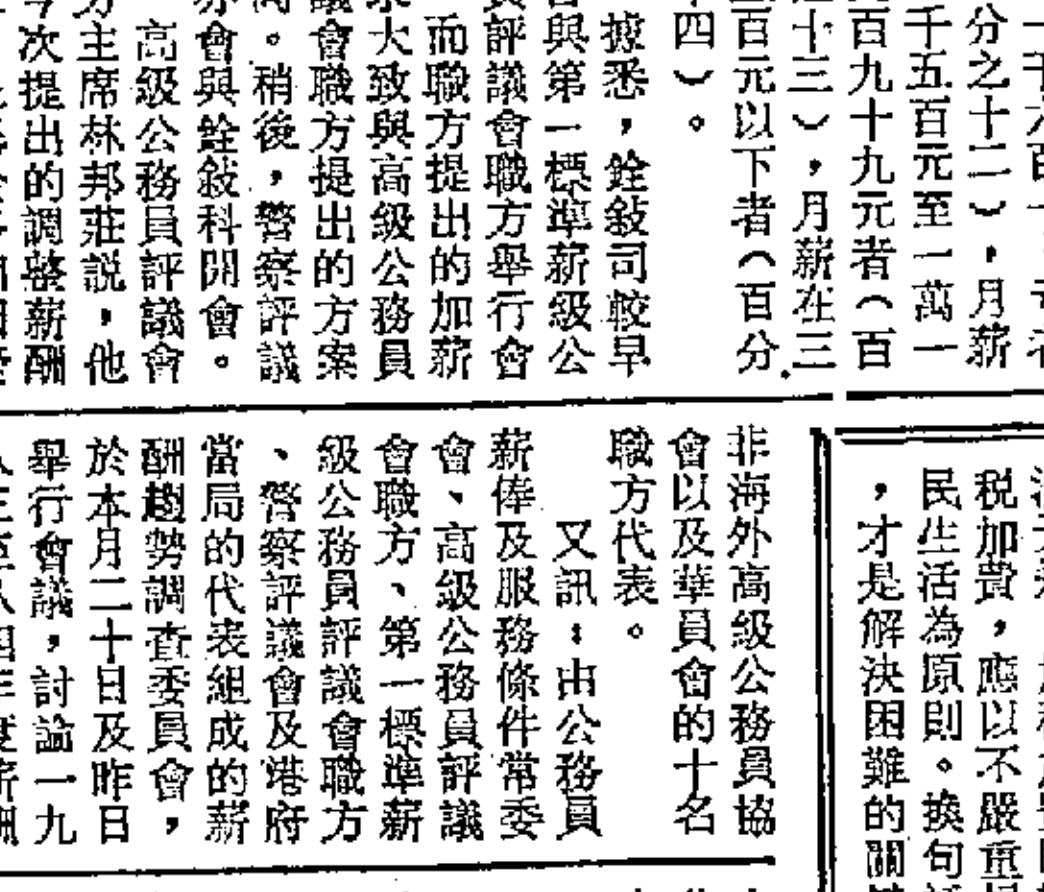 分之十二），月薪
千五百元至一萬一
百九十九元者（百
十三），月薪在三
百元以下者（百分
四）。
據悉，銓敍司較早
與第一標準薪級公
評議會職方舉行會
而職方提出的加薪
大致與高級公務員
會職方提出的方案
。稍後，警察評議
會與銓敍科開會。
高級公務員評議會
主席林邦莊説，他
次提出的調整薪酬
税加費，應以不嚴重
民生活為原則。換句
，才是解決困難的關
非海外高級公務員協
會以及華員會的十名
職方代表。
又訊：由公務員
薪俸及服務條件常委
會、高級公務員評議
會職方、第一標準薪
級公務員評議會職方
、警察評議會及港府
當局的代表組成的薪
酬趨勢調查委員會，
於本月二十日及昨日
舉行會議，討論一九